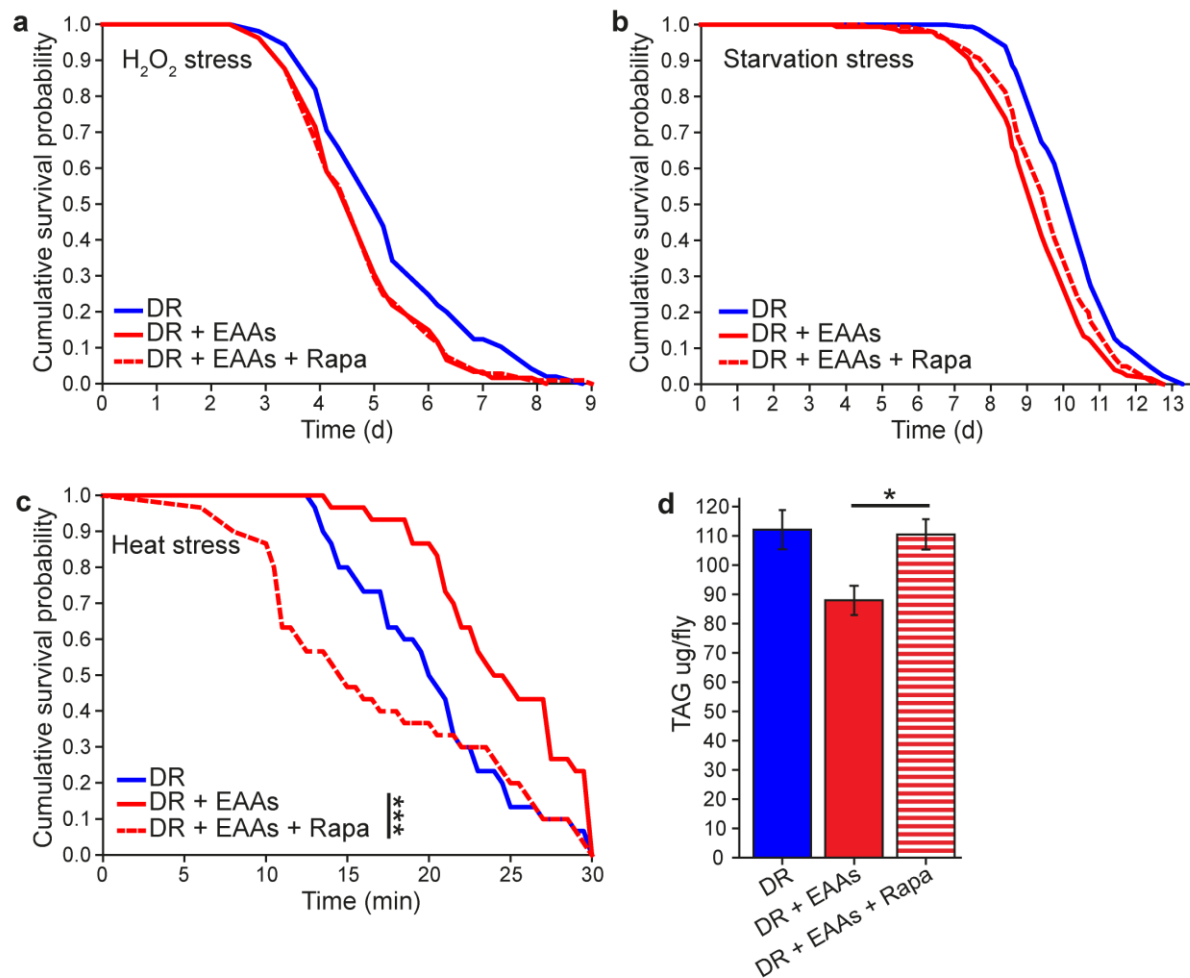 a
H2O2 stress
Cumulative survival probability
1.0
0.9
0.8
0.7
0.6
0.5
0.4
0.3
0.2
0.1
0.0
DR
DR + EAAs
DR + EAAs + Rapa
0 1 2 3 4 5 6 7 8 9
Time (d)
b
Starvation stress
Cumulative survival probability
1.0
0.9
0.8
0.7
0.6
0.5
0.4
0.3
0.2
0.1
0.0
DR
DR + EAAs
DR + EAAs + Rapa
0 1 2 3 4 5 6 7 8 9 10 11 12 13
Time (d)
c
Heat stress
Cumulative survival probability
1.0
0.9
0.8
0.7
0.6
0.5
0.4
0.3
0.2
0.1
0.0
DR
DR + EAAs
DR + EAAs + Rapa
***
0 5 10 15 20 25 30
Time (min)
d
*
TAG ug/fly
110
120
100
90
80
70
60
50
40
30
20
10
0
DR
DR + EAAs
DR + EAAs + Rapa